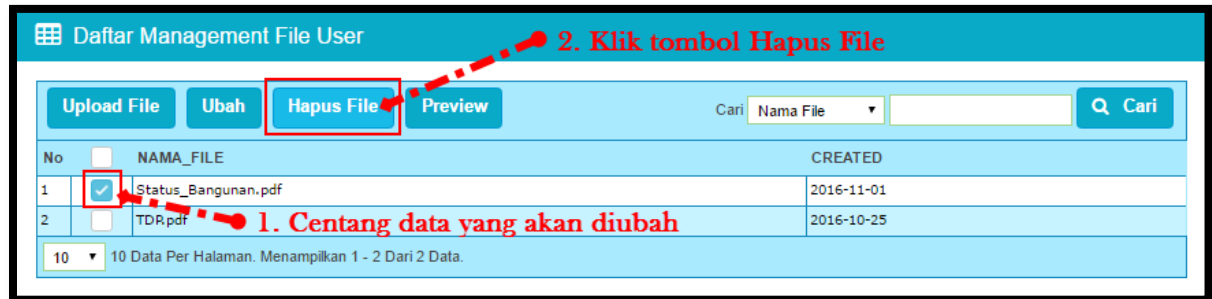 Daftar Management File User
2. Klik tombol Hapus File
Upload File Ubah Hapus File Preview Cari Nama File Cari
No NAMA_FILE CREATED
1 Status_Bangunan.pdf 2016-11-01
2 TDP.pdf 2016-10-25
1. Centang data yang akan diubah
10 10 Data Per Halaman. Menampilkan 1 - 2 Dari 2 Data.